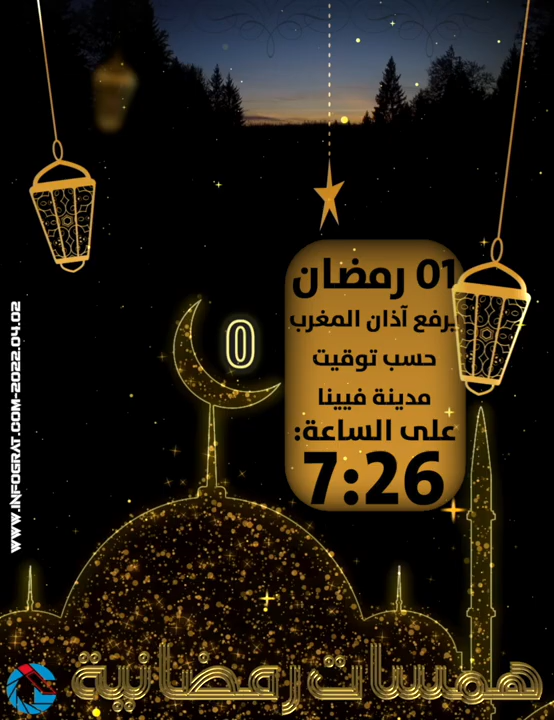 01 رمضان
يرفع آذان المغرب
حسب توقيت
مدينة فيينا
على الساعة:
7:26
0
WWW.INFOGRAT.COM-2022.04.02
همسات رمضانية